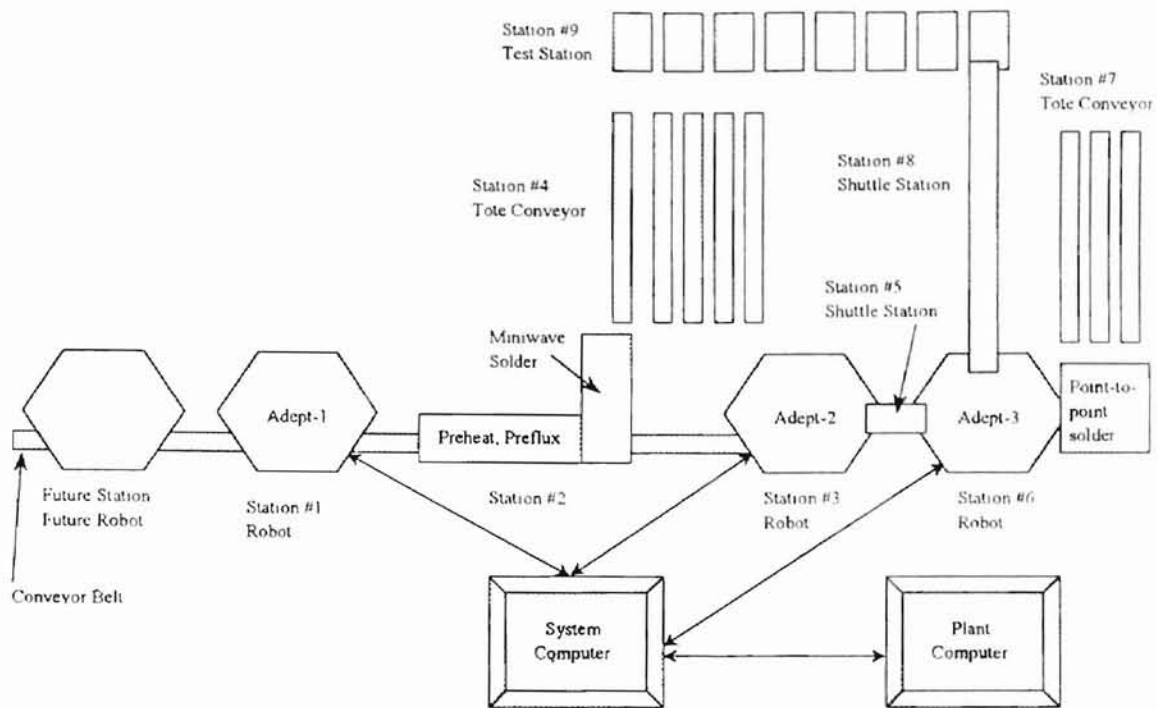 Station #9
Test Station
Station #7
Tote Conveyor
Station #8
Shuttle Station
Station #4
Tote Conveyor
Station #5
Shuttle Station
Miniwave
Solder
Adept-1
Preheat, Preflux
Adept-2
Adept-3
Point-to-
point
solder
Future Station
Future Robot
Station #1
Robot
Station #2
Station #3
Robot
Station #6
Robot
Conveyor Belt
System
Computer
Plant
Computer